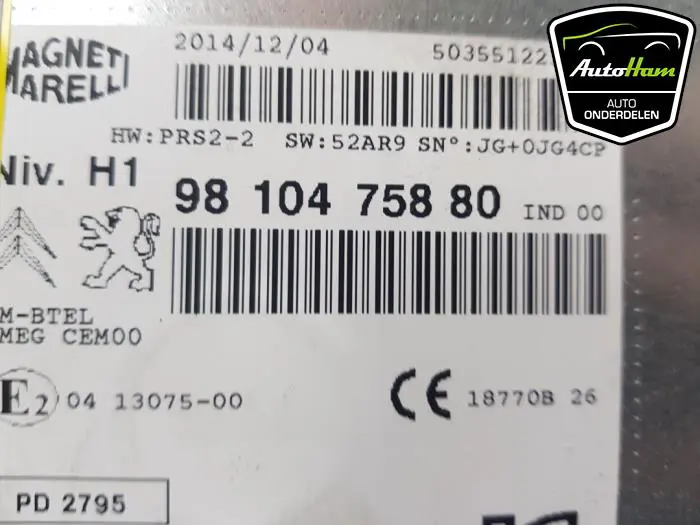 MAGNETI
MARELLI
2014/12/04 50355122
HW:PRS2-2 SW:52AR9 SN°:JG+0JG4CP
Niv. H1
98 104 758 80 IND 00
M-BTEL
MEG CEM00
E2 04 13075-00
CE 18770B 26
PD 2795
AutoHam
AUTO
ONDERDELEN